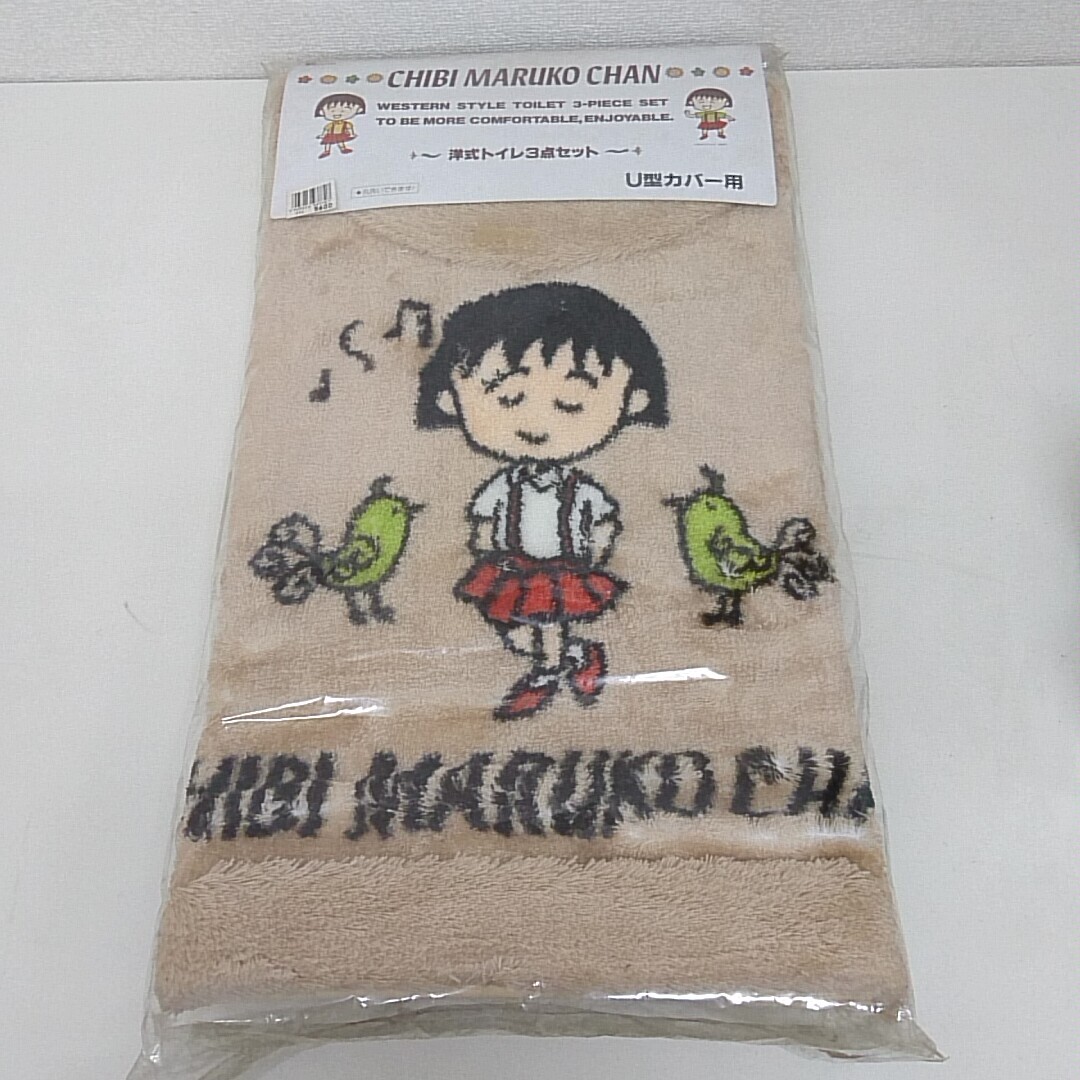 CHIBI MARUKO CHAN
WESTERN STYLE TOILET 3-PIECE SET
TO BE MORE COMFORTABLE, ENJOYABLE.
洋式トイレ3点セット
U型カバー用
HIBI MARUKO CHA